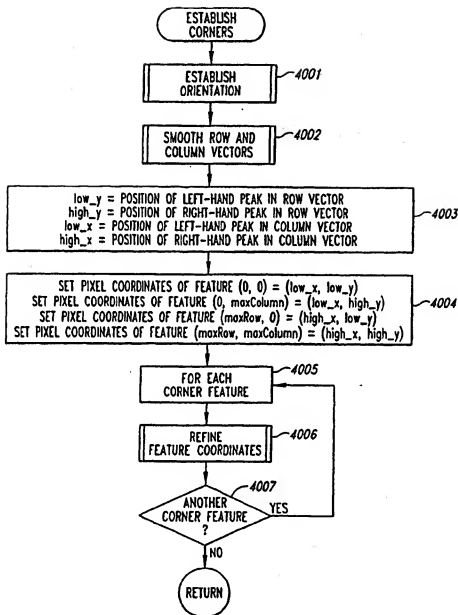 ESTABLISH
CORNERS
ESTABLISH
ORIENTATION
4001
SMOOTH ROW AND
COLUMN VECTORS
4002
low_y = POSITION OF LEFT-HAND PEAK IN ROW VECTOR
high_y = POSITION OF RIGHT-HAND PEAK IN ROW VECTOR
low_x = POSITION OF LEFT-HAND PEAK IN COLUMN VECTOR
high_x = POSITION OF RIGHT-HAND PEAK IN COLUMN VECTOR
4003
SET PIXEL COORDINATES OF FEATURE (0, 0) = (low_x, low_y)
SET PIXEL COORDINATES OF FEATURE (0, maxColumn) = (low_x, high_y)
SET PIXEL COORDINATES OF FEATURE (maxRow, 0) = (high_x, low_y)
SET PIXEL COORDINATES OF FEATURE (maxRow, maxColumn) = (high_x, high_y)
4004
4005
FOR EACH
CORNER FEATURE
REFINE
FEATURE COORDINATES
4006
4007
ANOTHER
CORNER FEATURE
?
YES
NO
RETURN